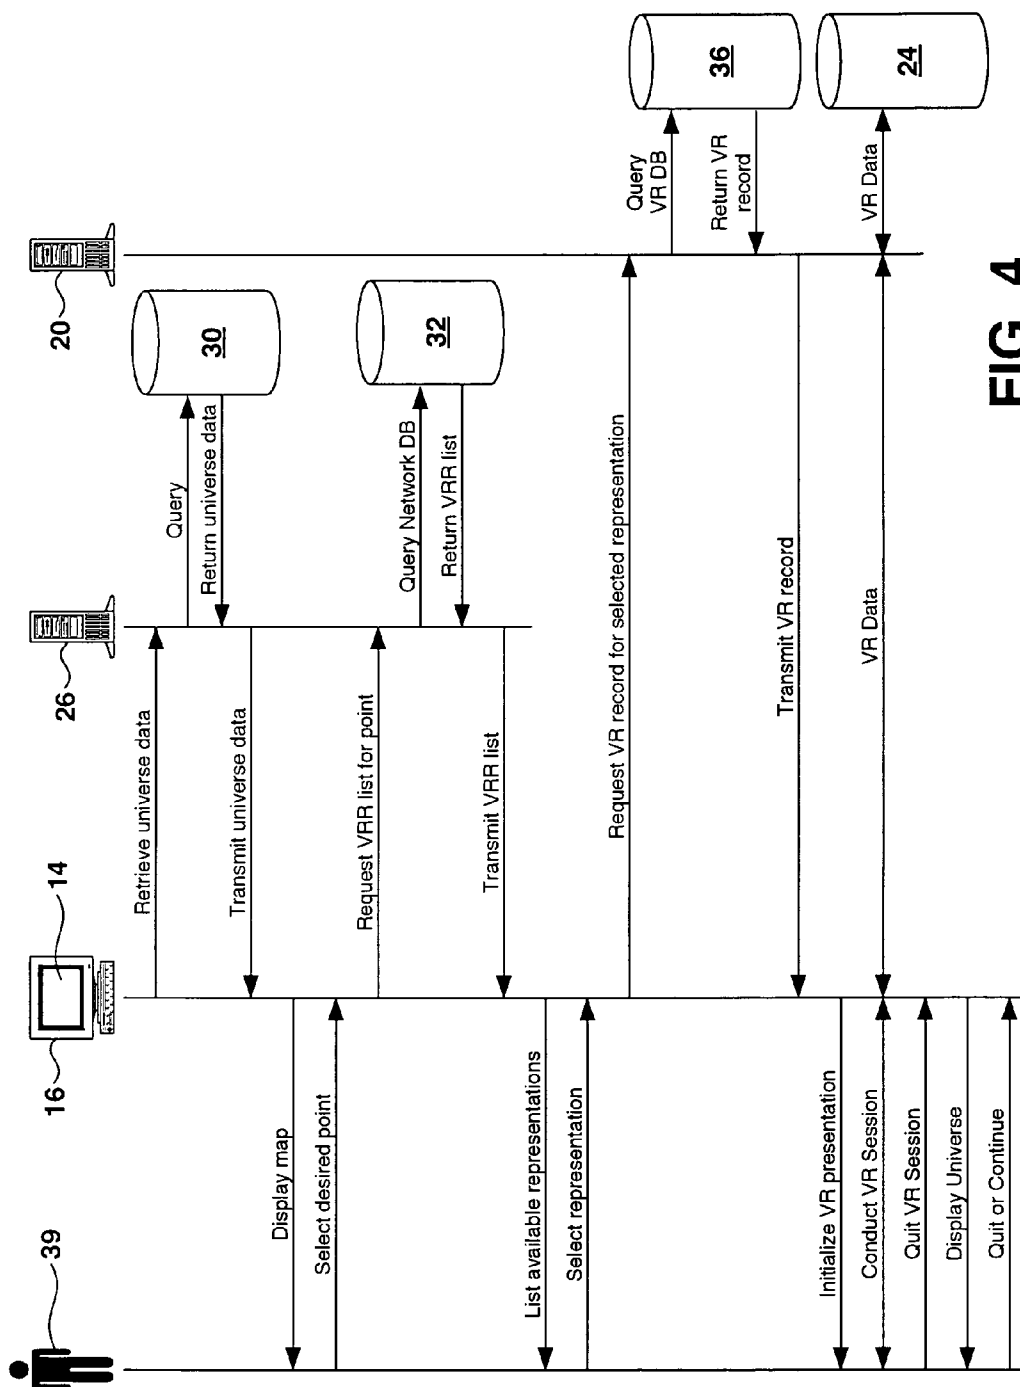 39
16
14
26
20
Retrieve universe data
Query
30
Return universe data
Transmit universe data
Display map
Select desired point
Request VRR list for point
Query Network DB
32
Return VRR list
Transmit VRR list
List available representations
Select representation
Request VR record for selected representation
Query
VR DB
36
Return VR
record
Transmit VR record
Initialize VR presentation
Conduct VR Session
VR Data
VR Data
24
Quit VR Session
Display Universe
Quit or Continue
FIG. 4